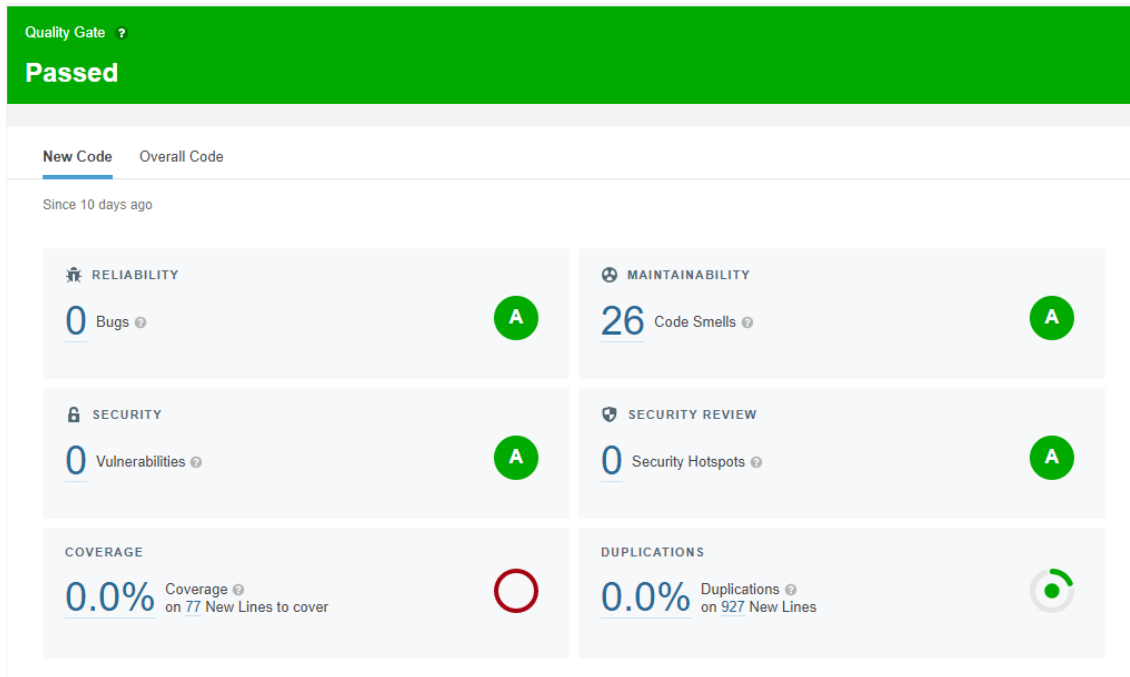 Quality Gate ?
Passed
New Code Overall Code
Since 10 days ago
RELIABILITY
0 Bugs ?
A
MAINTAINABILITY
26 Code Smells ?
A
SECURITY
0 Vulnerabilities ?
A
SECURITY REVIEW
0 Security Hotspots ?
A
COVERAGE
0.0% Coverage ?
on 77 New Lines to cover
DUPLICATIONS
0.0% Duplications ?
on 927 New Lines